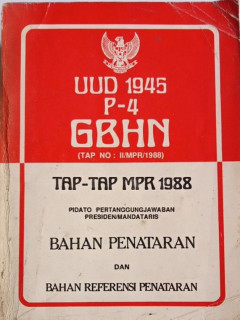 UUD 1945
P-4
GBHN
(TAP NO : II/MPR/1988)
TAP-TAP MPR 1988
PIDATO PERTANGGUNGJAWABAN
PRESIDEN/MANDATARIS
BAHAN PENATARAN
DAN
BAHAN REFERENSI PENATARAN